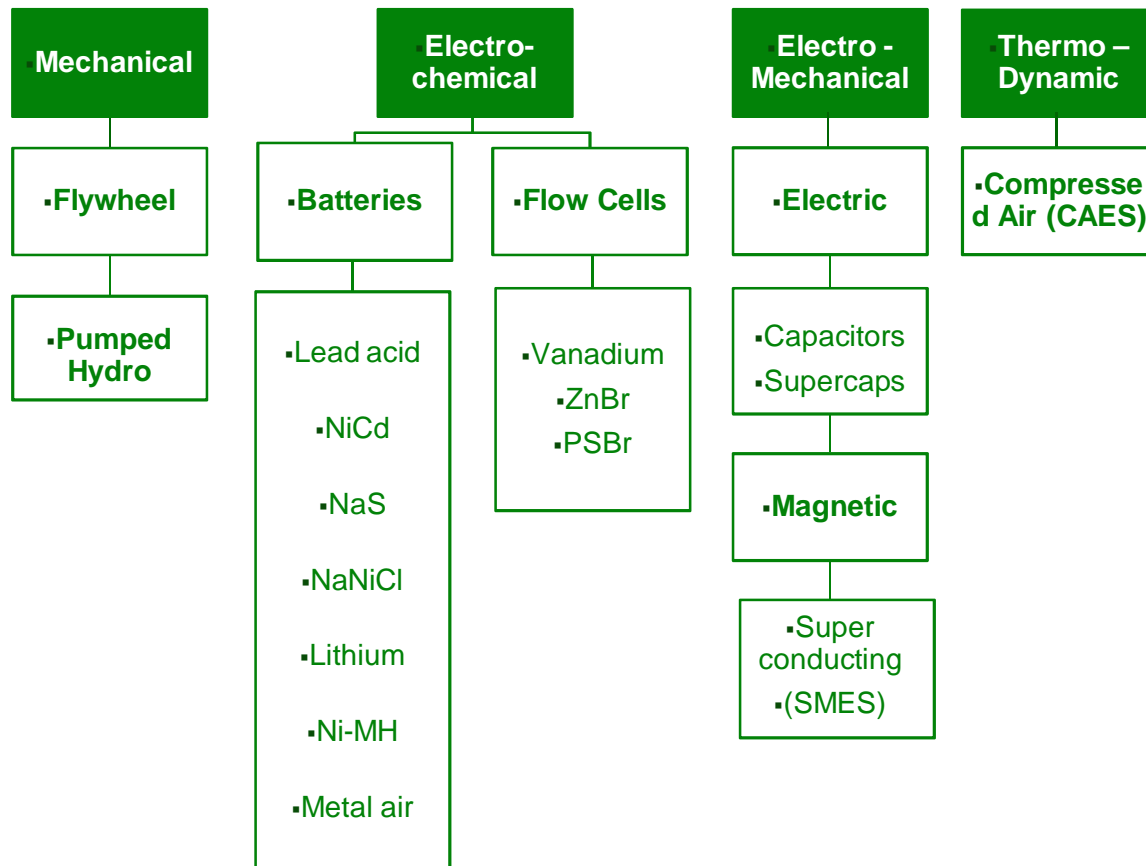 ▪Mechanical
▪Flywheel
▪Pumped
Hydro
▪Electro-
chemical
▪Batteries
▪Lead acid
▪NiCd
▪NaS
▪NaNiCl
▪Lithium
▪Ni-MH
▪Metal air
▪Flow Cells
▪Vanadium
▪ZnBr
▪PSBr
▪Electro -
Mechanical
▪Electric
▪Capacitors
▪Supercaps
▪Magnetic
▪Super
conducting
▪(SMES)
▪Thermo –
Dynamic
▪Compresse
d Air (CAES)